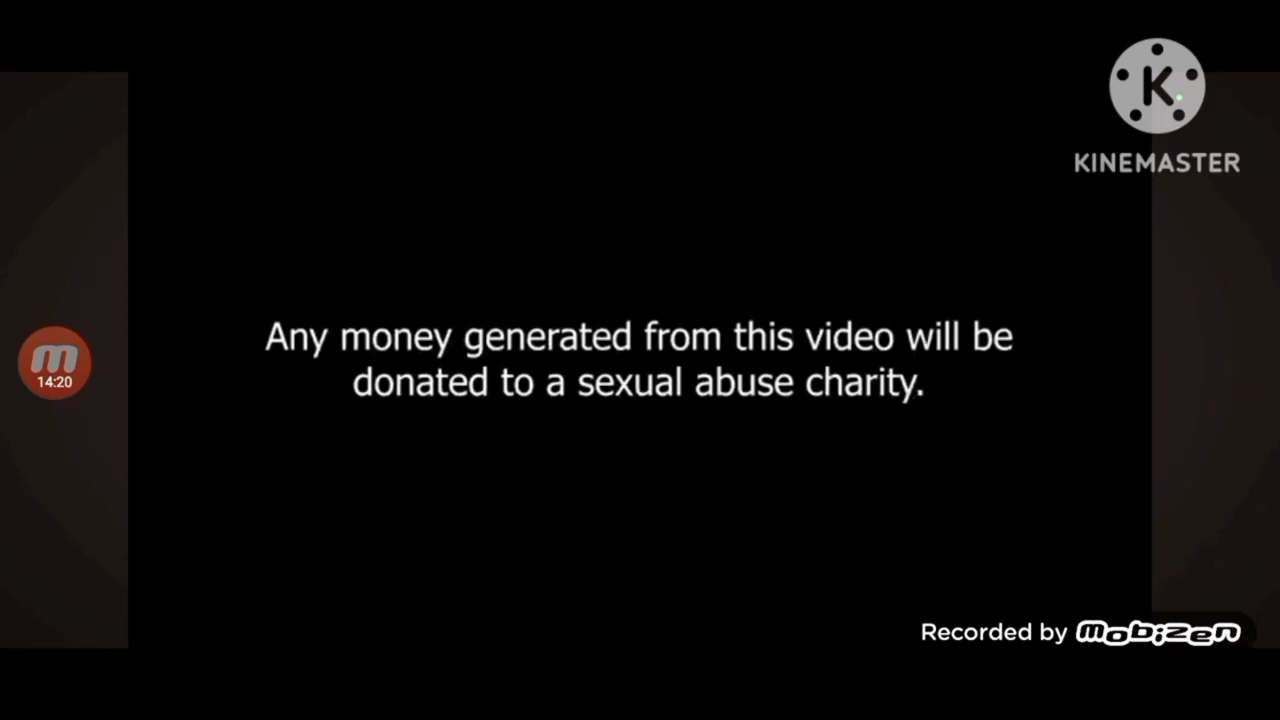 K
KINEMASTER
Any money generated from this video will be
donated to a sexual abuse charity.
m
14:20
Recorded by mobizen